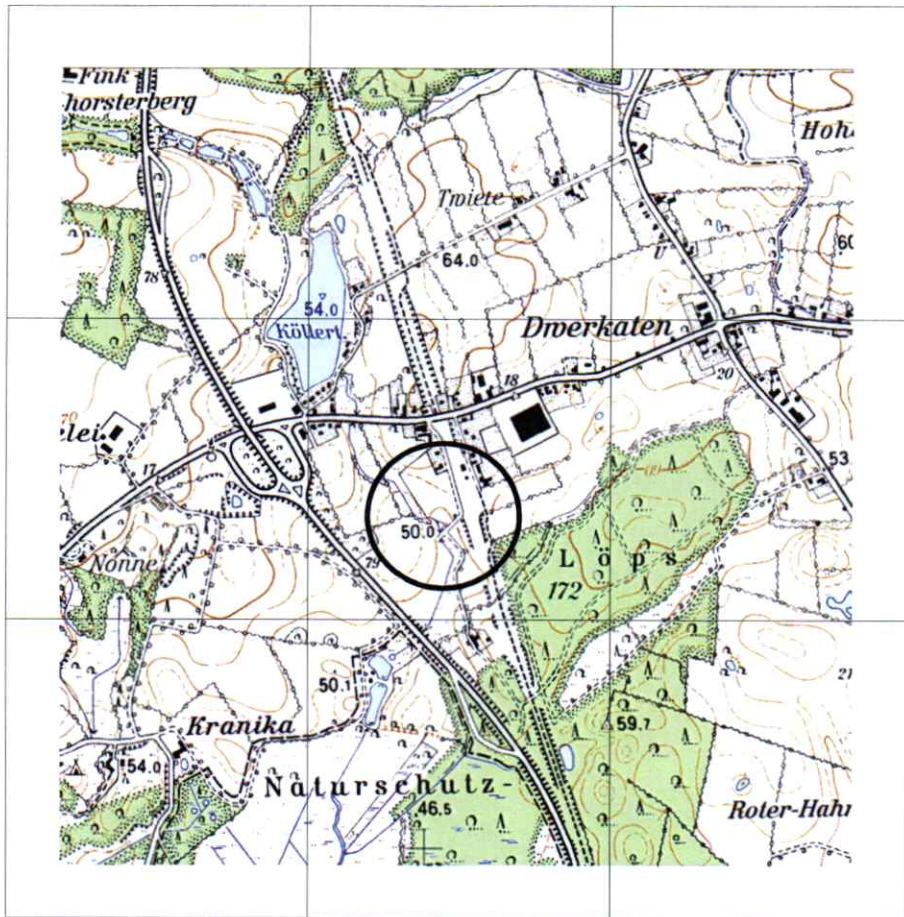 Fink-
horsterberg
Hoh
Twiete
64.0
60
78
54.0
Köllert
Dwerkaten
18
20
elei
17
53
50.0
79
Löps
172
Nonne
50.1
59.7
21
Kranika
54.0
Naturschutz-
46.5
Roter-Hahn